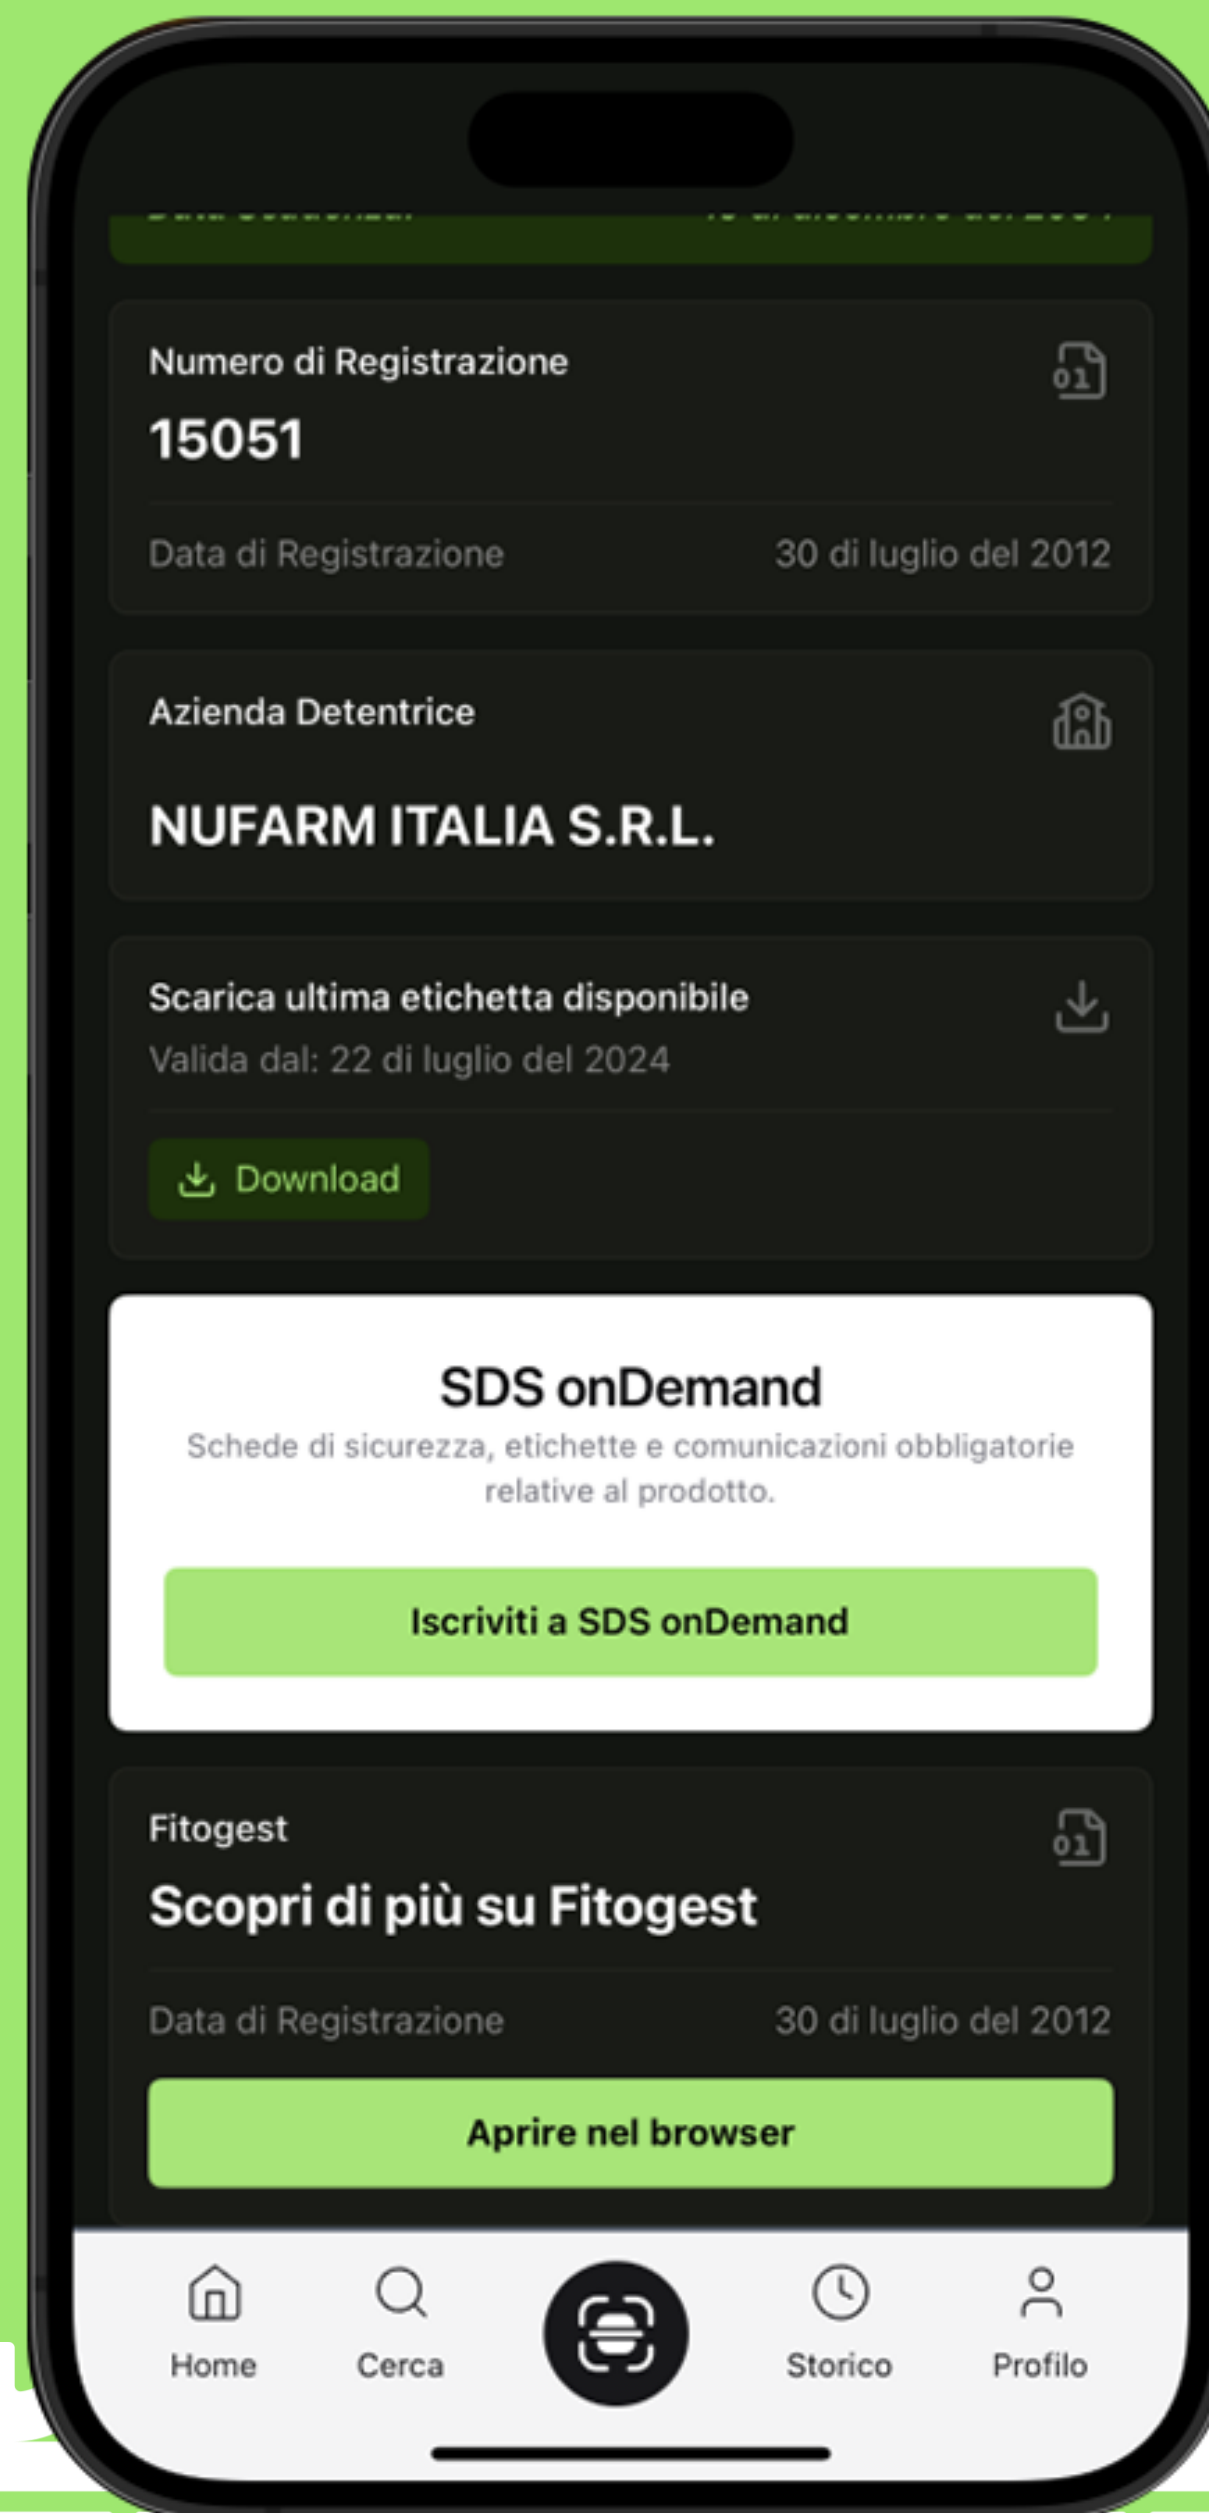 Numero di Registrazione
15051
Data di Registrazione 30 di luglio del 2012
Azienda Detentrice
NUFARM ITALIA S.R.L.
Scarica ultima etichetta disponibile
Valida dal: 22 di luglio del 2024
Download
SDS onDemand
Schede di sicurezza, etichette e comunicazioni obbligatorie
relative al prodotto.
Iscriviti a SDS onDemand
Fitogest
Scopri di più su Fitogest
Data di Registrazione 30 di luglio del 2012
Aprire nel browser
Home Cerca Storico Profilo